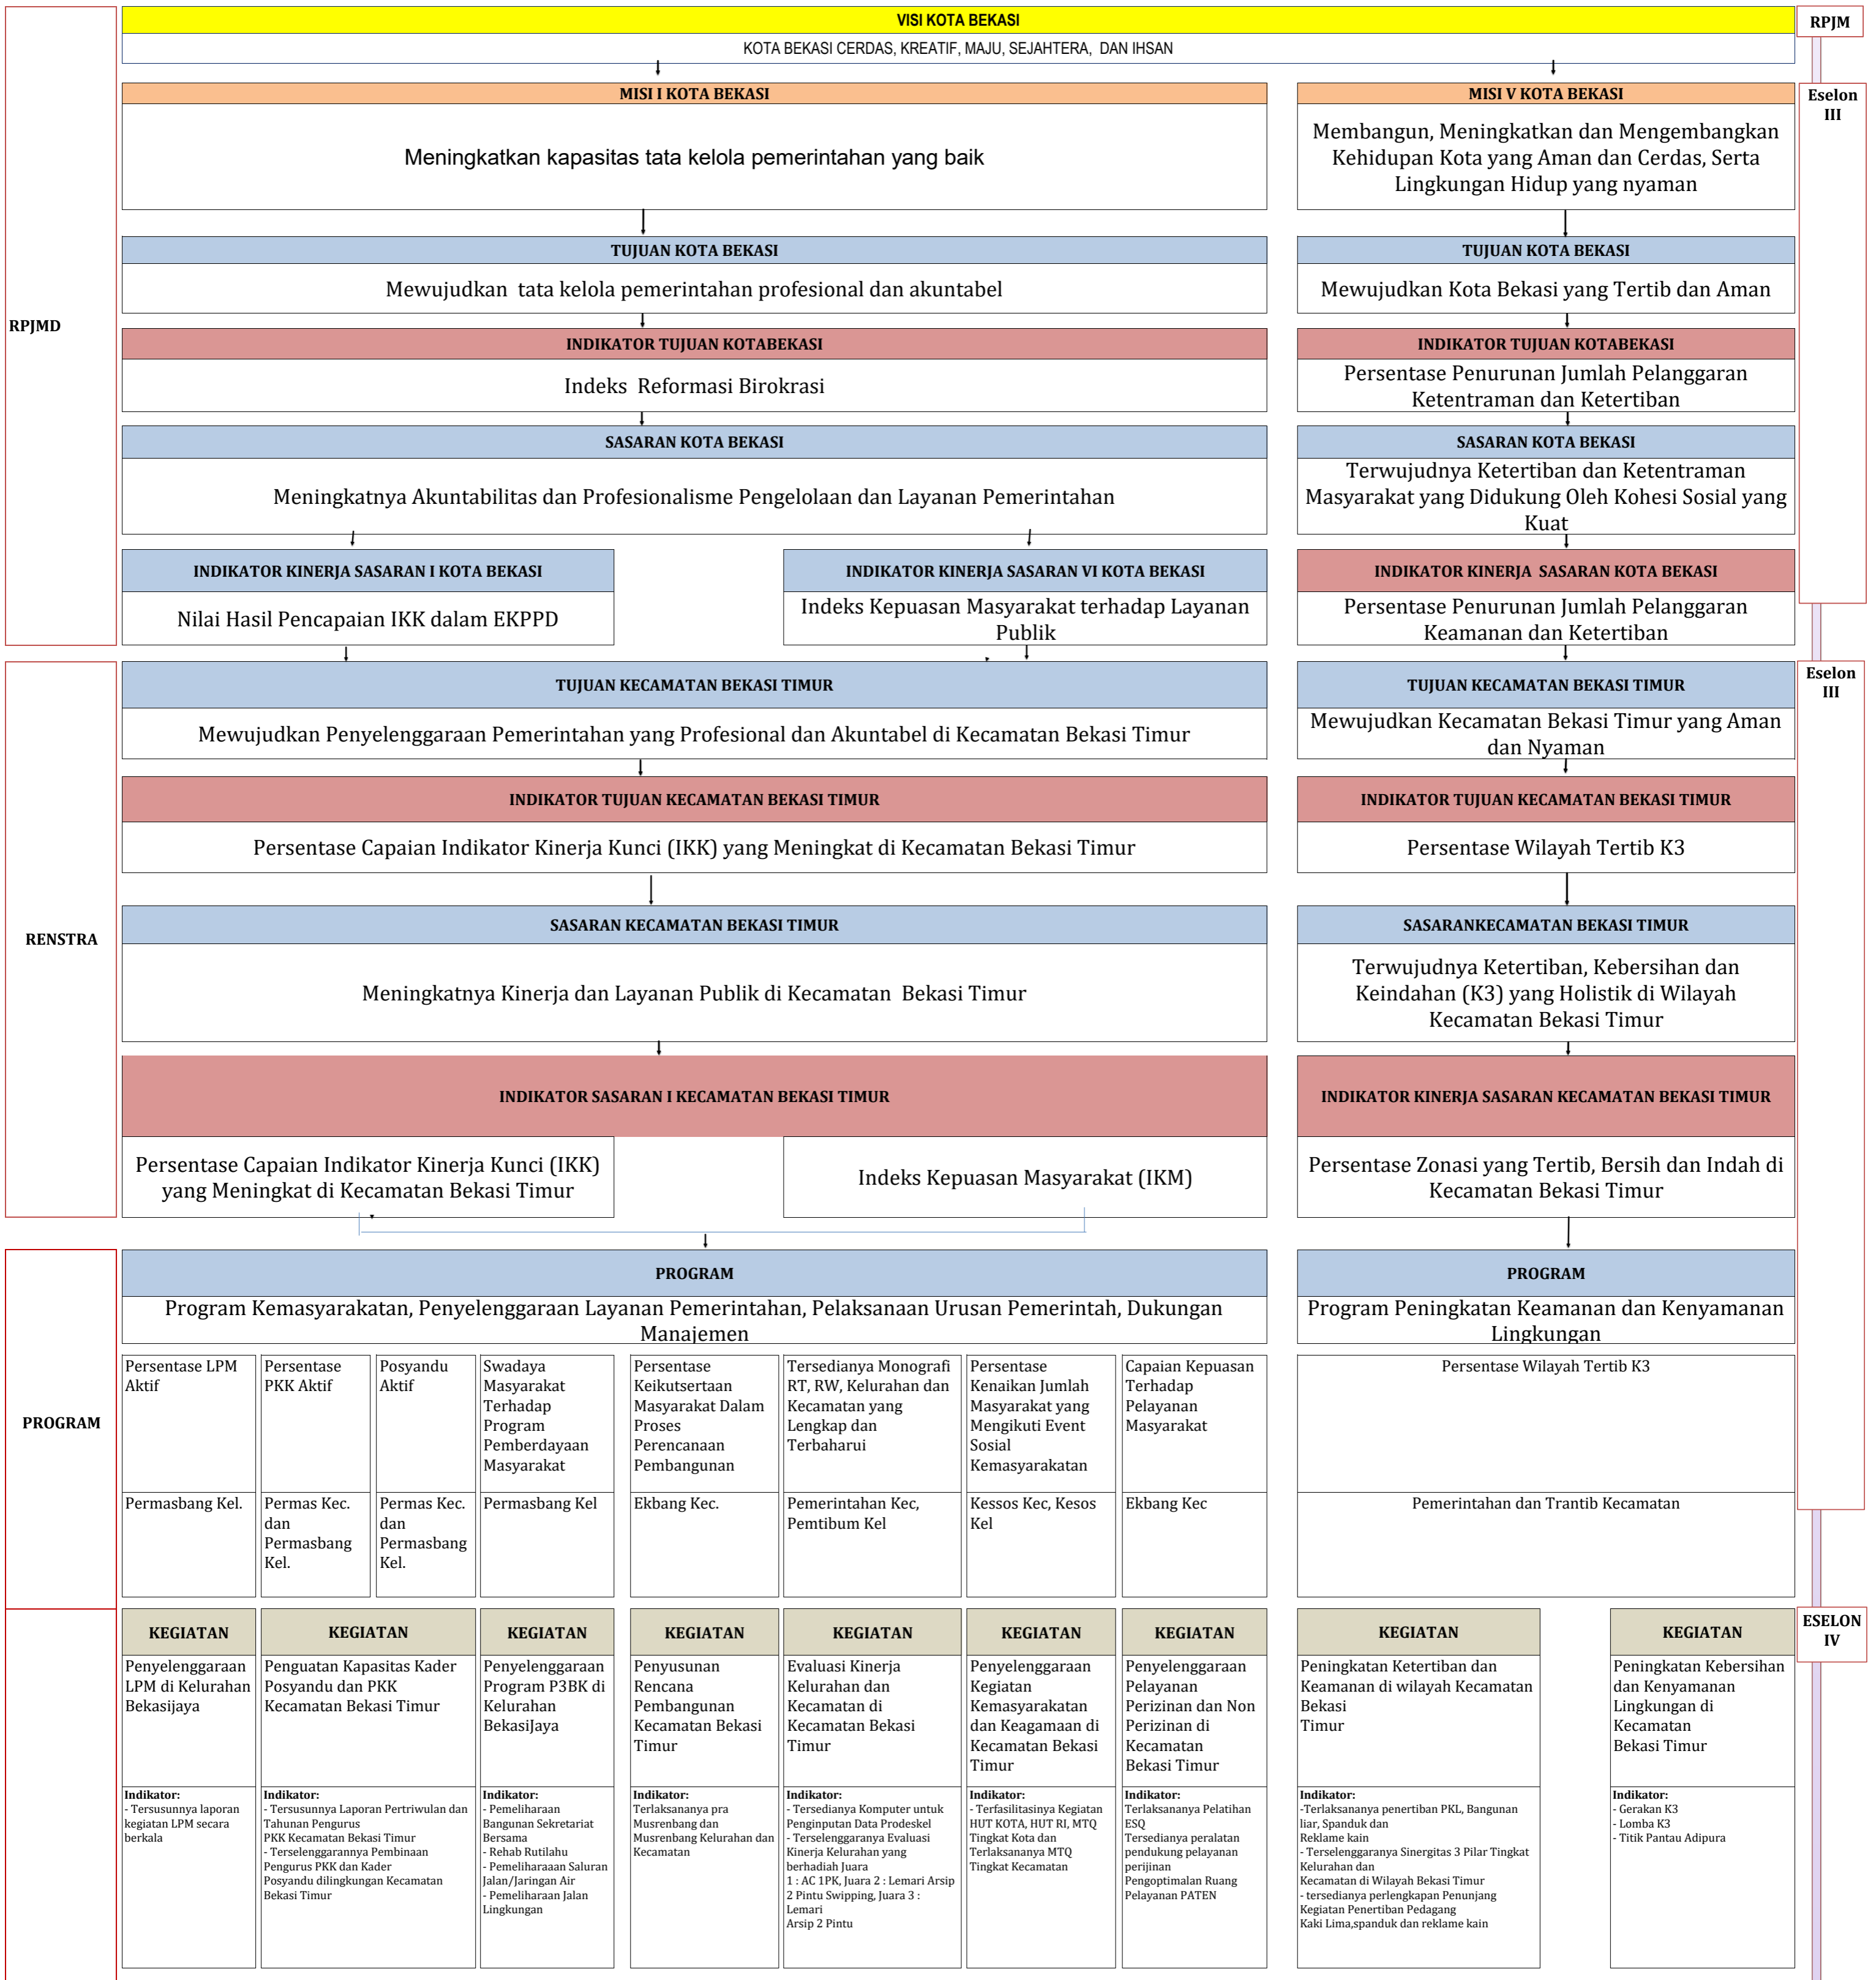 VISI KOTA BEKASI
RPJM
KOTA BEKASI CERDAS, KREATIF, MAJU, SEJAHTERA, DAN IHSAN
MISI I KOTA BEKASI
MISI V KOTA BEKASI
Eselon
III
Meningkatkan kapasitas tata kelola pemerintahan yang baik
Membangun, Meningkatkan dan Mengembangkan
Kehidupan Kota yang Aman dan Cerdas, Serta
Lingkungan Hidup yang nyaman
TUJUAN KOTA BEKASI
TUJUAN KOTA BEKASI
Mewujudkan tata kelola pemerintahan profesional dan akuntabel
Mewujudkan Kota Bekasi yang Tertib dan Aman
RPJMD
INDIKATOR TUJUAN KOTABEKASI
INDIKATOR TUJUAN KOTABEKASI
Indeks Reformasi Birokrasi
Persentase Penurunan Jumlah Pelanggaran
Ketentraman dan Ketertiban
SASARAN KOTA BEKASI
SASARAN KOTA BEKASI
Meningkatnya Akuntabilitas dan Profesionalisme Pengelolaan dan Layanan Pemerintahan
Terwujudnya Ketertiban dan Ketentraman
Masyarakat yang Didukung Oleh Kohesi Sosial yang
Kuat
INDIKATOR KINERJA SASARAN I KOTA BEKASI
INDIKATOR KINERJA SASARAN VI KOTA BEKASI
INDIKATOR KINERJA SASARAN KOTA BEKASI
Nilai Hasil Pencapaian IKK dalam EKPPD
Indeks Kepuasan Masyarakat terhadap Layanan
Publik
Persentase Penurunan Jumlah Pelanggaran
Keamanan dan Ketertiban
TUJUAN KECAMATAN BEKASI TIMUR
TUJUAN KECAMATAN BEKASI TIMUR
Eselon
III
Mewujudkan Penyelenggaraan Pemerintahan yang Profesional dan Akuntabel di Kecamatan Bekasi Timur
Mewujudkan Kecamatan Bekasi Timur yang Aman
dan Nyaman
INDIKATOR TUJUAN KECAMATAN BEKASI TIMUR
INDIKATOR TUJUAN KECAMATAN BEKASI TIMUR
Persentase Capaian Indikator Kinerja Kunci (IKK) yang Meningkat di Kecamatan Bekasi Timur
Persentase Wilayah Tertib K3
RENSTRA
SASARAN KECAMATAN BEKASI TIMUR
SASARANKECAMATAN BEKASI TIMUR
Meningkatnya Kinerja dan Layanan Publik di Kecamatan Bekasi Timur
Terwujudnya Ketertiban, Kebersihan dan
Keindahan (K3) yang Holistik di Wilayah
Kecamatan Bekasi Timur
INDIKATOR SASARAN I KECAMATAN BEKASI TIMUR
INDIKATOR KINERJA SASARAN KECAMATAN BEKASI TIMUR
Persentase Capaian Indikator Kinerja Kunci (IKK)
yang Meningkat di Kecamatan Bekasi Timur
Indeks Kepuasan Masyarakat (IKM)
Persentase Zonasi yang Tertib, Bersih dan Indah di
Kecamatan Bekasi Timur
PROGRAM
PROGRAM
PROGRAM
Program Kemasyarakatan, Penyelenggaraan Layanan Pemerintahan, Pelaksanaan Urusan Pemerintah, Dukungan
Manajemen
Program Peningkatan Keamanan dan Kenyamanan
Lingkungan
Persentase LPM
Aktif
Persentase
PKK Aktif
Posyandu
Aktif
Swadaya
Masyarakat
Terhadap
Program
Pemberdayaan
Masyarakat
Persentase
Keikutsertaan
Masyarakat Dalam
Proses
Perencanaan
Pembangunan
Tersedianya Monografi
RT, RW, Kelurahan dan
Kecamatan yang
Lengkap dan
Terbaharui
Persentase
Kenaikan Jumlah
Masyarakat yang
Mengikuti Event
Sosial
Kemasyarakatan
Capaian Kepuasan
Terhadap
Pelayanan
Masyarakat
Persentase Wilayah Tertib K3
Permasbang Kel.
Permas Kec.
dan
Permasbang
Kel.
Permas Kec.
dan
Permasbang
Kel.
Permasbang Kel
Ekbang Kec.
Pemerintahan Kec,
Pemtibum Kel
Kessos Kec, Kesos
Kel
Ekbang Kec
Pemerintahan dan Trantib Kecamatan
ESELON
IV
KEGIATAN
Penyelenggaraan
LPM di Kelurahan
Bekasijaya
Indikator:
- Tersusunnya laporan
kegiatan LPM secara
berkala
KEGIATAN
Penguatan Kapasitas Kader
Posyandu dan PKK
Kecamatan Bekasi Timur
Indikator:
- Tersusunnya Laporan Pertriwulan dan
Tahunan Pengurus
PKK Kecamatan Bekasi Timur
- Terselenggarannya Pembinaan
Pengurus PKK dan Kader
Posyandu dilingkungan Kecamatan
Bekasi Timur
KEGIATAN
Penyelenggaraan
Program P3BK di
Kelurahan
BekasiJaya
Indikator:
- Pemeliharaan
Bangunan Sekretariat
Bersama
- Rehab Rutilahu
- Pemeliharaaan Saluran
Jalan/Jaringan Air
- Pemeliharaan Jalan
Lingkungan
KEGIATAN
Penyusunan
Rencana
Pembangunan
Kecamatan Bekasi
Timur
Indikator:
Terlaksananya pra
Musrenbang dan
Musrenbang Kelurahan dan
Kecamatan
KEGIATAN
Evaluasi Kinerja
Kelurahan dan
Kecamatan di
Kecamatan Bekasi
Timur
Indikator:
- Tersedianya Komputer untuk
Penginputan Data Prodeskel
- Terselenggaranya Evaluasi
Kinerja Kelurahan yang
berhadiah Juara
1 : AC 1PK, Juara 2 : Lemari Arsip
2 Pintu Swipping, Juara 3 :
Lemari
Arsip 2 Pintu
KEGIATAN
Penyelenggaraan
Kegiatan
Kemasyarakatan
dan Keagamaan di
Kecamatan Bekasi
Timur
Indikator:
- Terfasilitasinya Kegiatan
HUT KOTA, HUT RI, MTQ
Tingkat Kota dan
Terlaksananya MTQ
Tingkat Kecamatan
KEGIATAN
Penyelenggaraan
Pelayanan
Perizinan dan Non
Perizinan di
Kecamatan
Bekasi Timur
Indikator:
Terlaksananya Pelatihan
ESQ
Tersedianya peralatan
pendukung pelayanan
perijinan
Pengoptimalan Ruang
Pelayanan PATEN
KEGIATAN
Peningkatan Ketertiban dan
Keamanan di wilayah Kecamatan
Bekasi
Timur
Indikator:
-Terlaksananya penertiban PKL, Bangunan
liar, Spanduk dan
Reklame kain
- Terselenggaranya Sinergitas 3 Pilar Tingkat
Kelurahan dan
Kecamatan di Wilayah Bekasi Timur
- tersedianya perlengkapan Penunjang
Kegiatan Penertiban Pedagang
Kaki Lima,spanduk dan reklame kain
KEGIATAN
Peningkatan Kebersihan
dan Kenyamanan
Lingkungan di
Kecamatan
Bekasi Timur
Indikator:
- Gerakan K3
- Lomba K3
- Titik Pantau Adipura